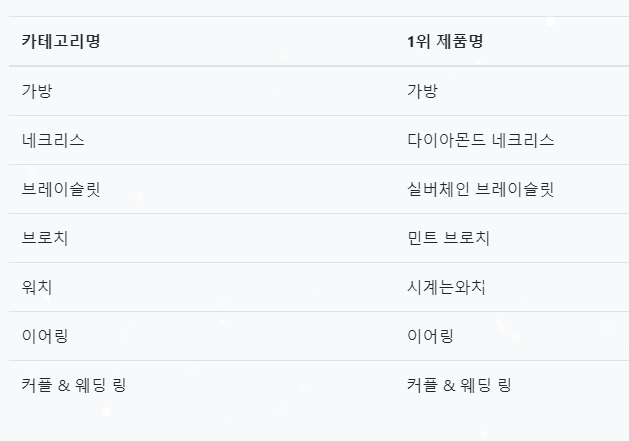 카테고리명 1위 제품명
가방 가방
네크리스 다이아몬드 네크리스
브레이슬릿 실버체인 브레이슬릿
브로치 민트 브로치
워치 시계는와치
이어링 이어링
커플 & 웨딩 링 커플 & 웨딩 링